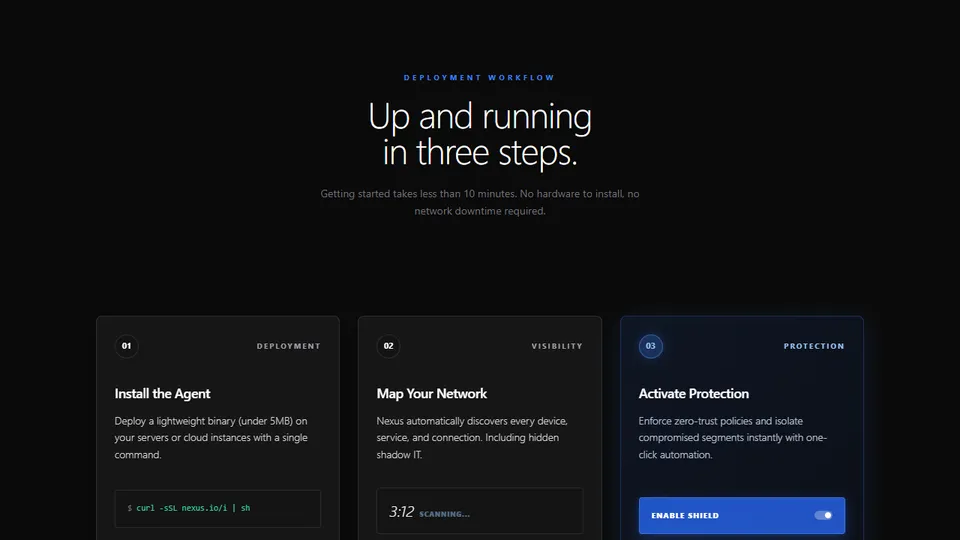 DEPLOYMENT WORKFLOW
Up and running
in three steps.
Getting started takes less than 10 minutes. No hardware to install, no
network downtime required.
01
DEPLOYMENT
Install the Agent
Deploy a lightweight binary (under 5MB) on
your servers or cloud instances with a single
command.
$ curl -sSL nexus.io/i | sh
02
VISIBILITY
Map Your Network
Nexus automatically discovers every device,
service, and connection. Including hidden
shadow IT.
3:12 SCANNING...
03
PROTECTION
Activate Protection
Enforce zero-trust policies and isolate
compromised segments instantly with one-
click automation.
ENABLE SHIELD